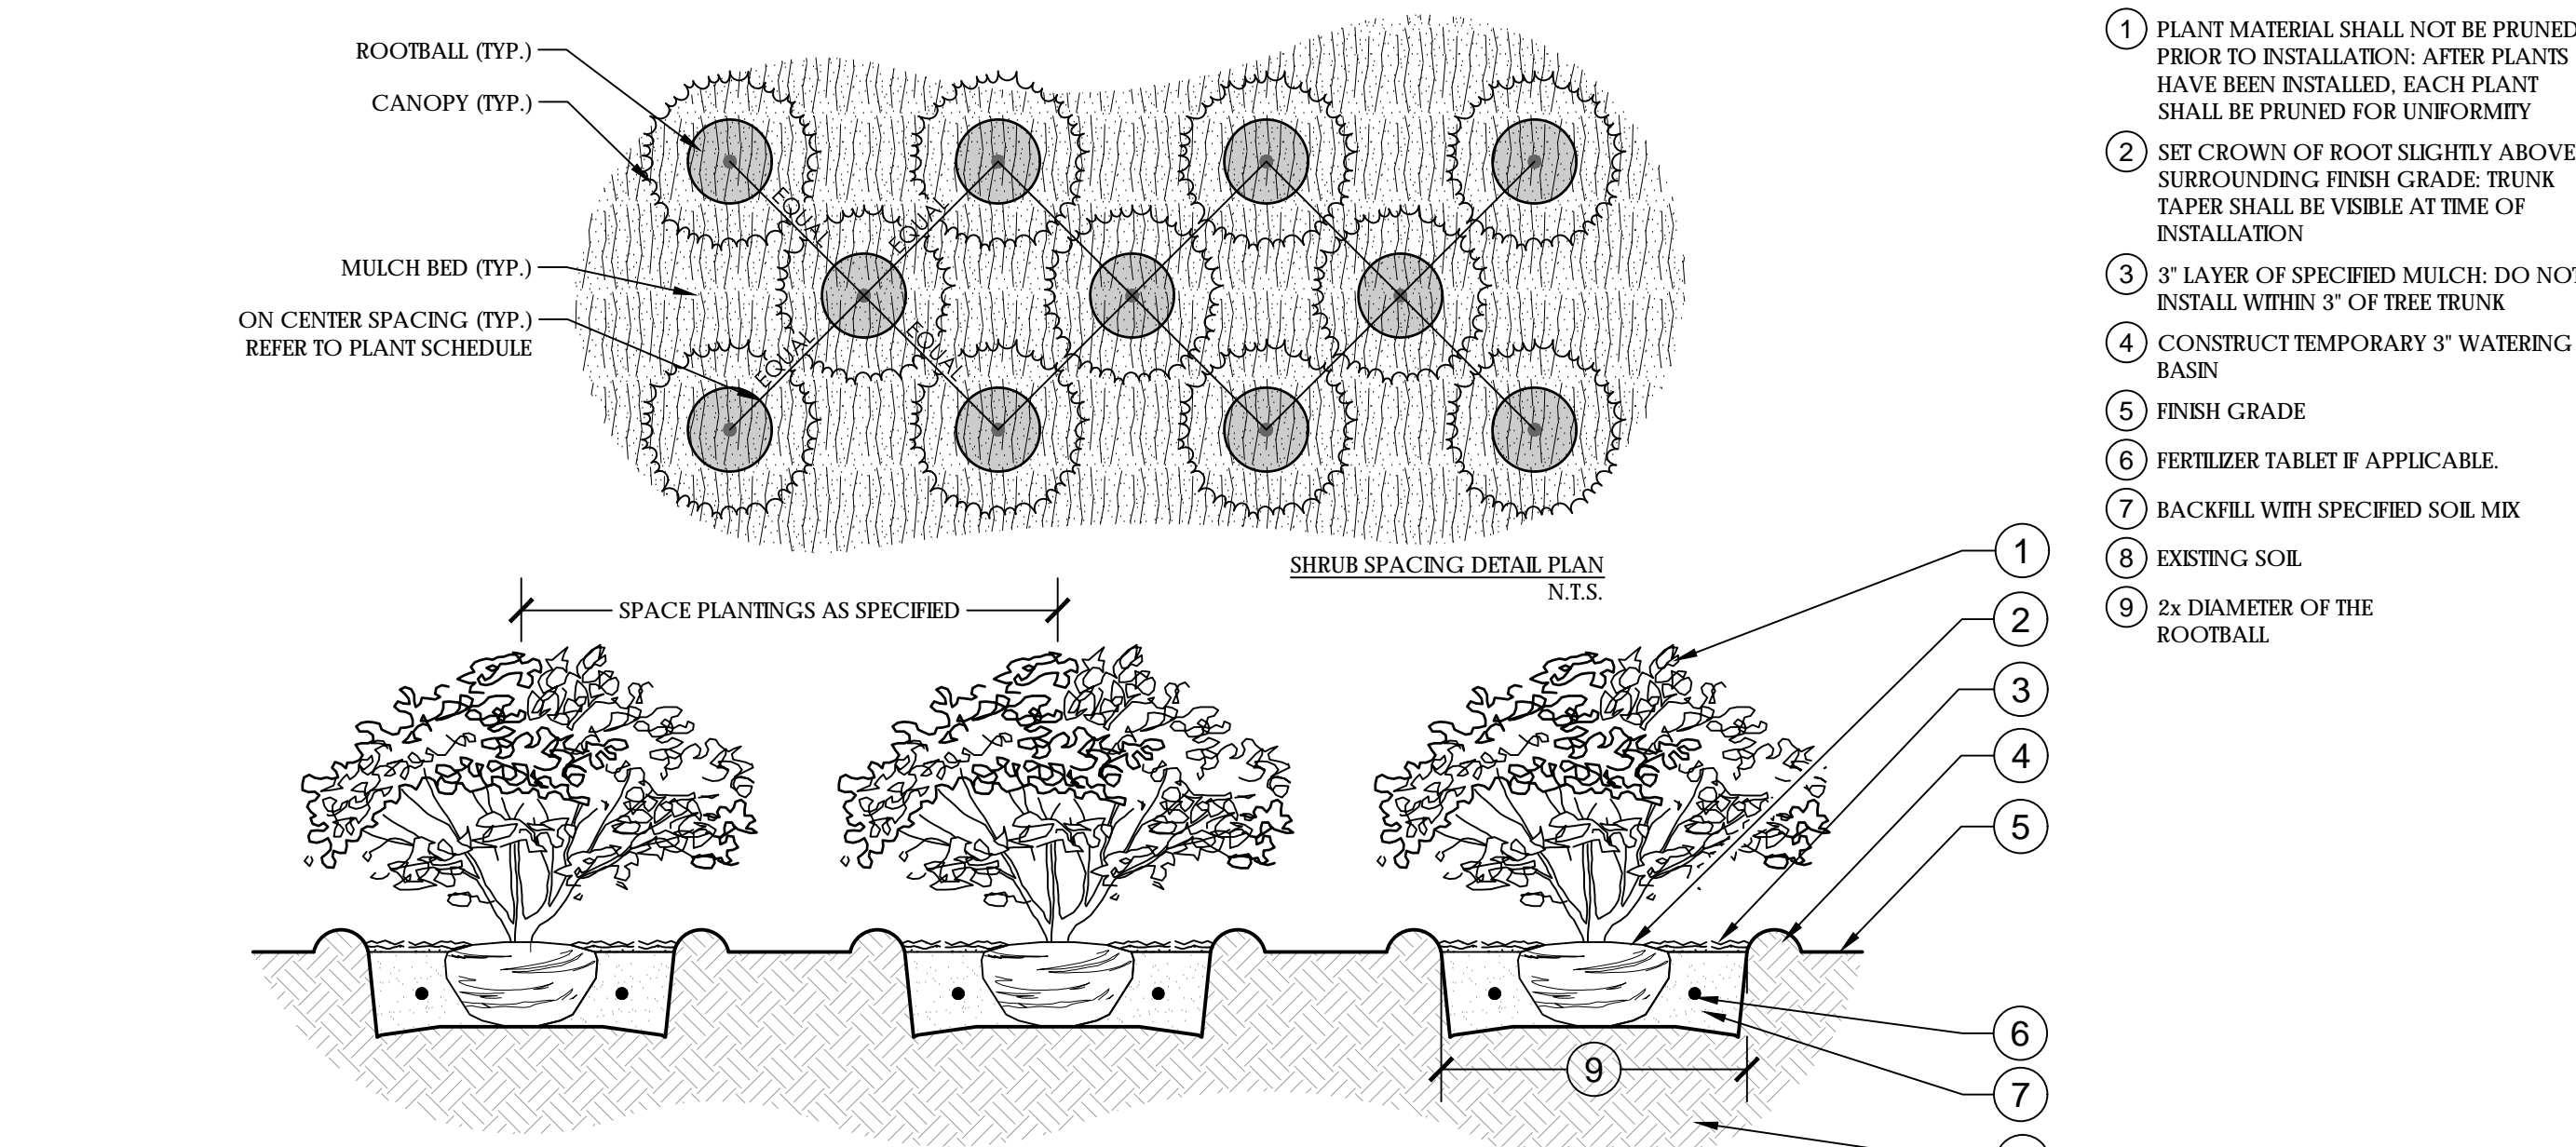 ROOTBALL (TYP.)
CANOPY (TYP.)
MULCH BED (TYP.)
ON CENTER SPACING (TYP.)
REFER TO PLANT SCHEDULE
EQUAL
EQUAL
EQUAL
EQUAL
SHRUB SPACING DETAIL PLAN
N.T.S.
SPACE PLANTINGS AS SPECIFIED
1
2
3
4
5
6
7
9
1 PLANT MATERIAL SHALL NOT BE PRUNED
PRIOR TO INSTALLATION: AFTER PLANTS
HAVE BEEN INSTALLED, EACH PLANT
SHALL BE PRUNED FOR UNIFORMITY
2 SET CROWN OF ROOT SLIGHTLY ABOVE
SURROUNDING FINISH GRADE: TRUNK
TAPER SHALL BE VISIBLE AT TIME OF
INSTALLATION
3 3" LAYER OF SPECIFIED MULCH: DO NOT
INSTALL WITHIN 3" OF TREE TRUNK
4 CONSTRUCT TEMPORARY 3" WATERING
BASIN
5 FINISH GRADE
6 FERTILIZER TABLET IF APPLICABLE.
7 BACKFILL WITH SPECIFIED SOIL MIX
8 EXISTING SOIL
9 2x DIAMETER OF THE
ROOTBALL